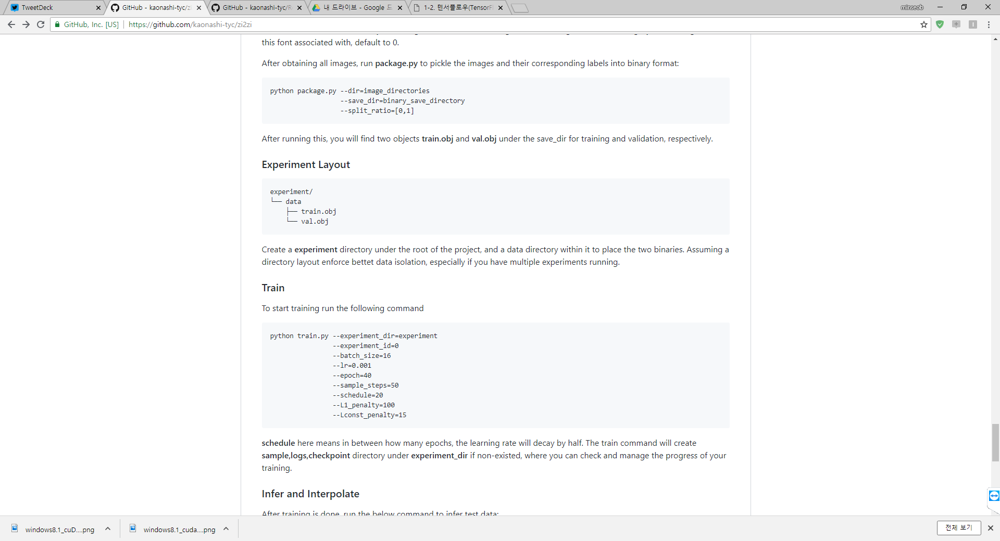 TweetDeck
GitHub - kaonashi-tyc/zi
GitHub - kaonashi-tyc/R
내 드라이브 - Google 드
1-2. 텐서플로우(TensorFl
minseob
GitHub, Inc. [US]
https://github.com/kaonashi-tyc/zi2zi
this font associated with, default to 0.
After obtaining all images, run package.py to pickle the images and their corresponding labels into binary format:
python package.py --dir=image_directories
--save_dir=binary_save_directory
--split_ratio=[0,1]
After running this, you will find two objects train.obj and val.obj under the save_dir for training and validation, respectively.
Experiment Layout
experiment/
└── data
├── train.obj
└── val.obj
Create a experiment directory under the root of the project, and a data directory within it to place the two binaries. Assuming a
directory layout enforce bettet data isolation, especially if you have multiple experiments running.
Train
To start training run the following command
python train.py --experiment_dir=experiment
--experiment_id=0
--batch_size=16
--lr=0.001
--epoch=40
--sample_steps=50
--schedule=20
--L1_penalty=100
--Lconst_penalty=15
schedule here means in between how many epochs, the learning rate will decay by half. The train command will create
sample,logs,checkpoint directory under experiment_dir if non-existed, where you can check and manage the progress of your
training.
Infer and Interpolate
After training is done, run the below command to infer test data:
windows8.1_cuD....png
windows8.1_cuda....png
전체 보기